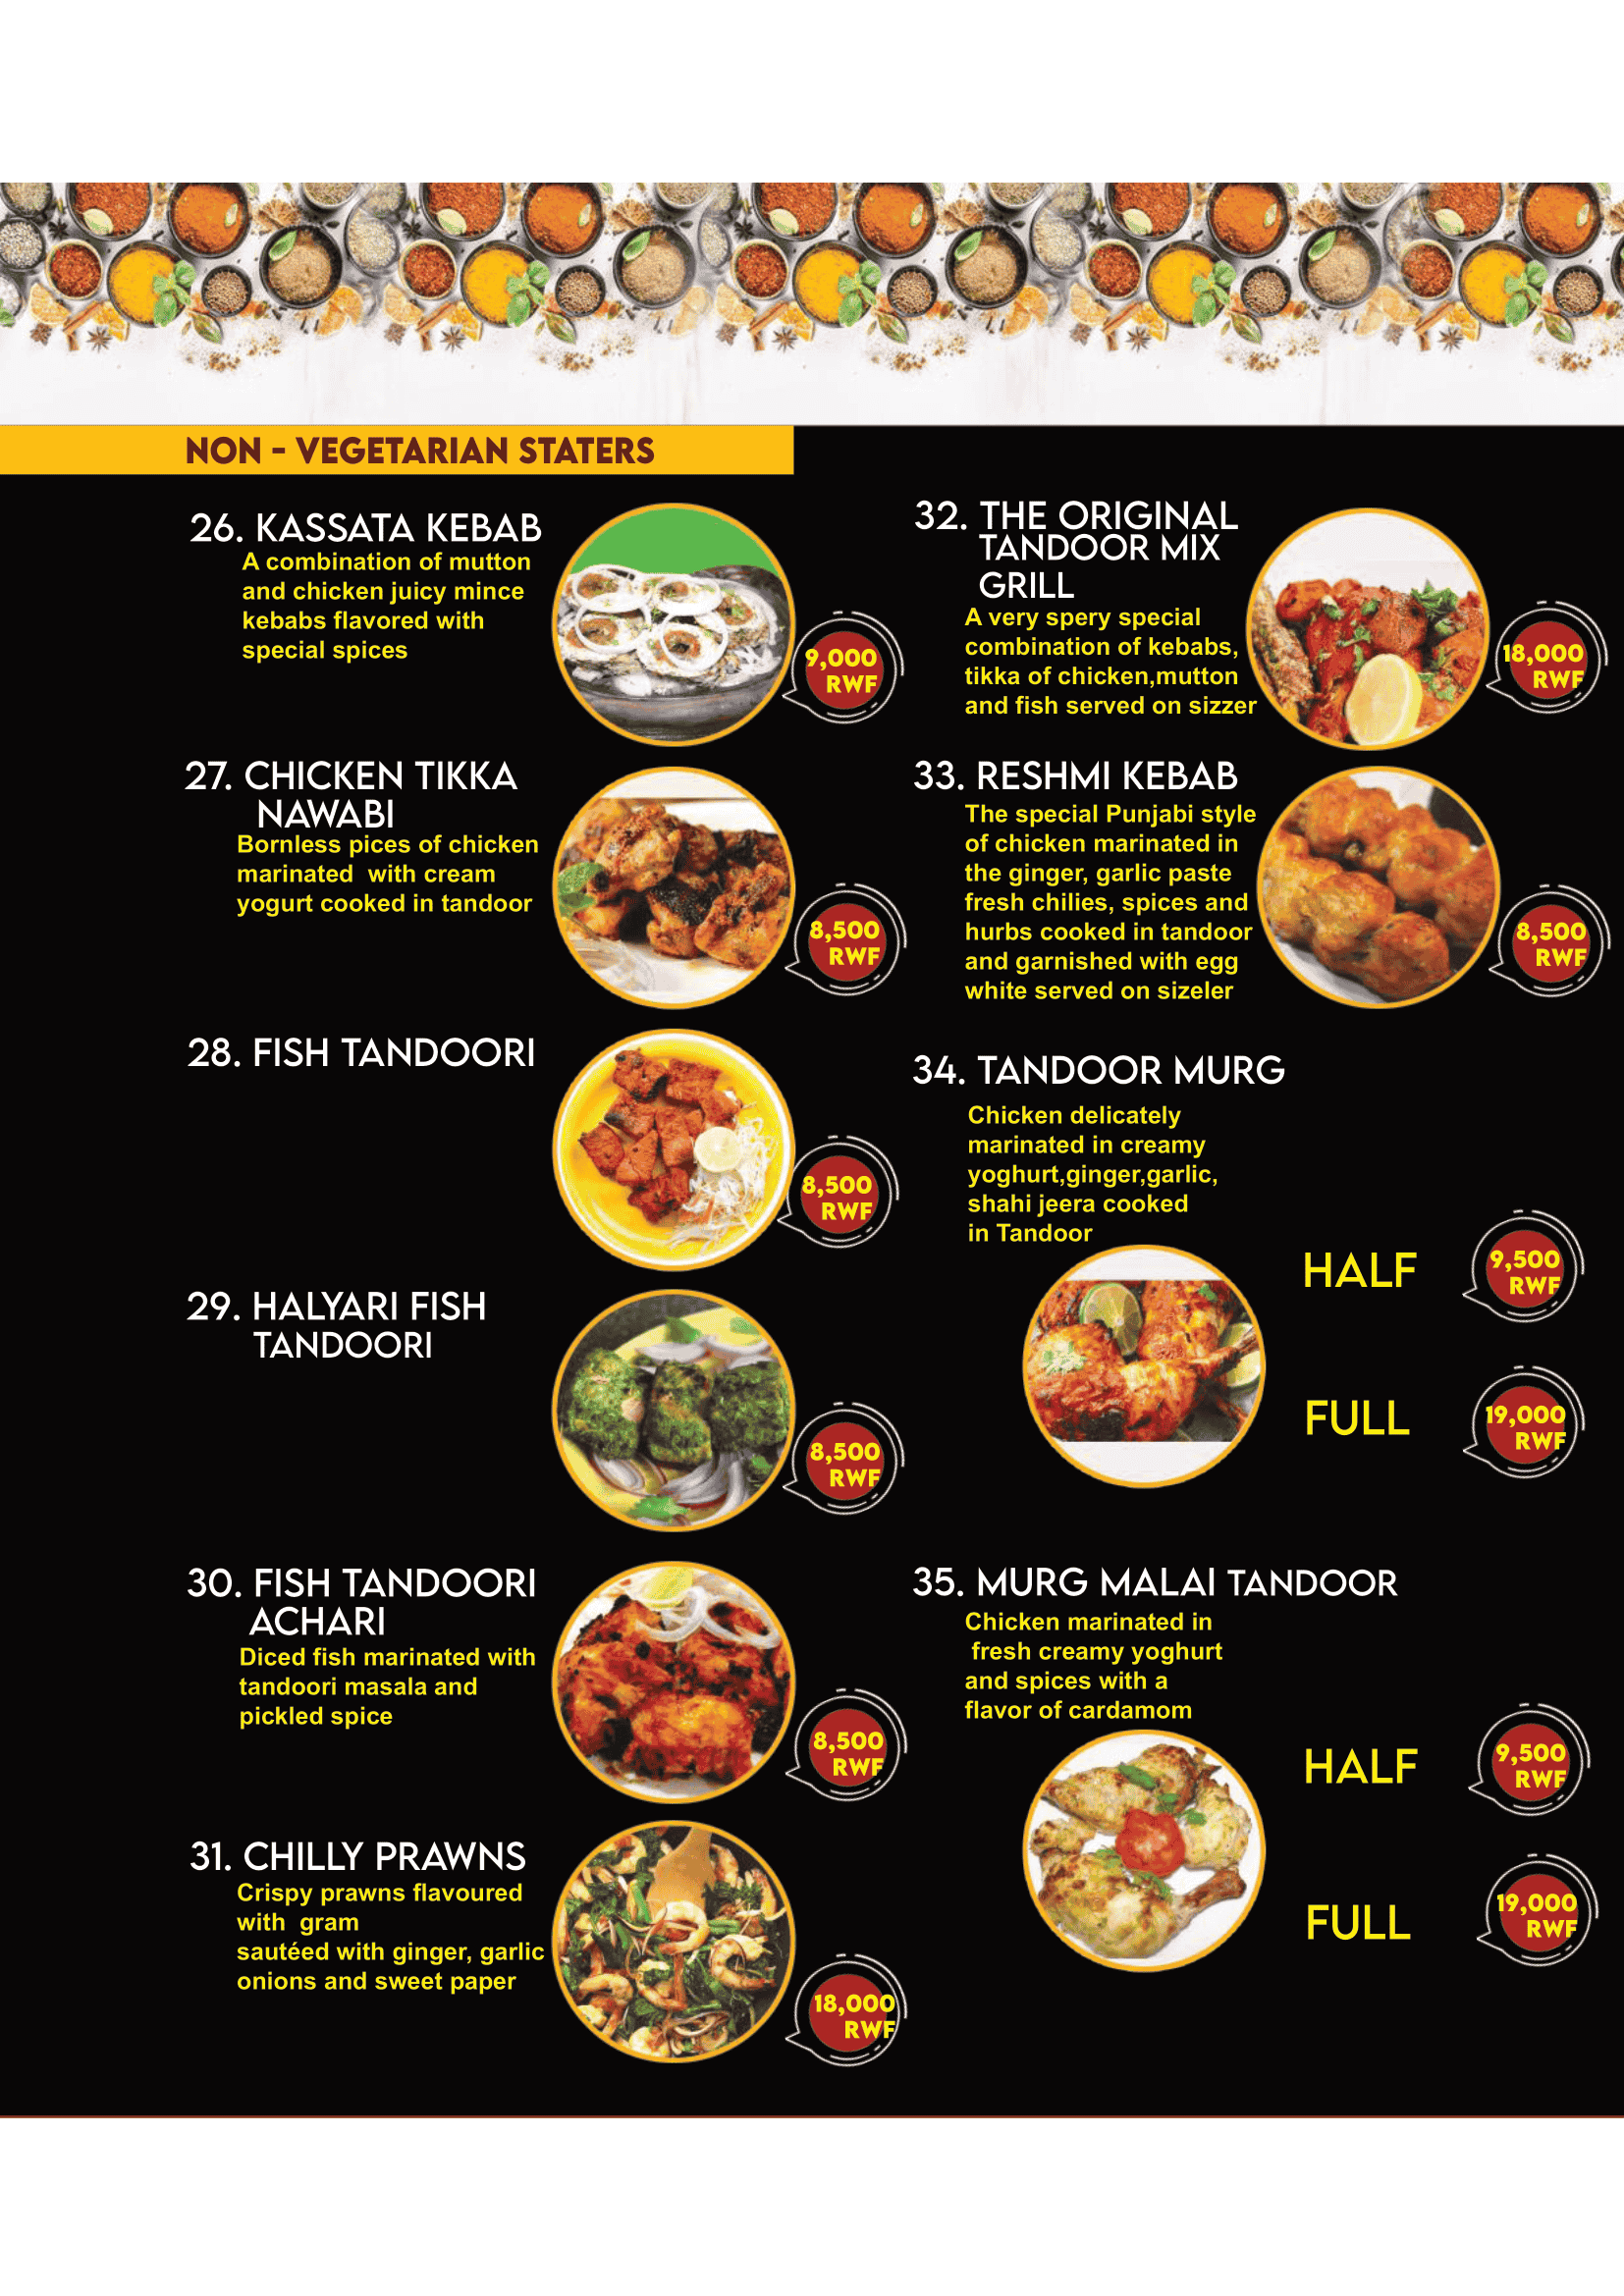 NON - VEGETARIAN STATERS
26. KASSATA KEBAB
A combination of mutton
and chicken juicy mince
kebabs flavored with
special spices
9,000
RWF
27. CHICKEN TIKKA
NAWABI
Bornless pices of chicken
marinated  with cream
yogurt cooked in tandoor
8,500
RWF
28. FISH TANDOORI
8,500
RWF
29. HALYARI FISH
TANDOORI
8,500
RWF
30. FISH TANDOORI
ACHARI
Diced fish marinated with
tandoori masala and
pickled spice
8,500
RWF
31. CHILLY PRAWNS
Crispy prawns flavoured
with  gram
sautéed with ginger, garlic
onions and sweet paper
18,000
RWF
32. THE ORIGINAL
TANDOOR MIX
GRILL
A very spery special
combination of kebabs,
tikka of chicken,mutton
and fish served on sizzer
18,000
RWF
33. RESHMI KEBAB
The special Punjabi style
of chicken marinated in
the ginger, garlic paste
fresh chilies, spices and
hurbs cooked in tandoor
and garnished with egg
white served on sizeler
8,500
RWF
34. TANDOOR MURG
Chicken delicately
marinated in creamy
yoghurt,ginger,garlic,
shahi jeera cooked
in Tandoor
HALF
9,500
RWF
FULL
19,000
RWF
35. MURG MALAI TANDOOR
Chicken marinated in
fresh creamy yoghurt
and spices with a
flavor of cardamom
HALF
9,500
RWF
FULL
19,000
RWF